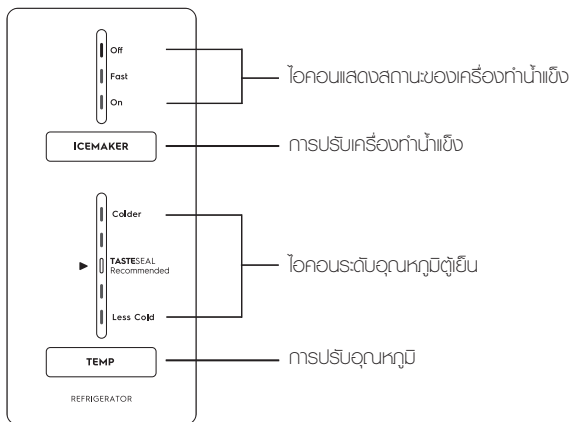 Off
Fast
On
ไอคอนแสดงสถานะของเครื่องทำน้ำแข็ง
ICEMAKER
การปรับเครื่องทำน้ำแข็ง
Colder
TASTESEAL
Recommended
ไอคอนระดับอุณหภูมิตู้เย็น
Less Cold
TEMP
การปรับอุณหภูมิ
REFRIGERATOR